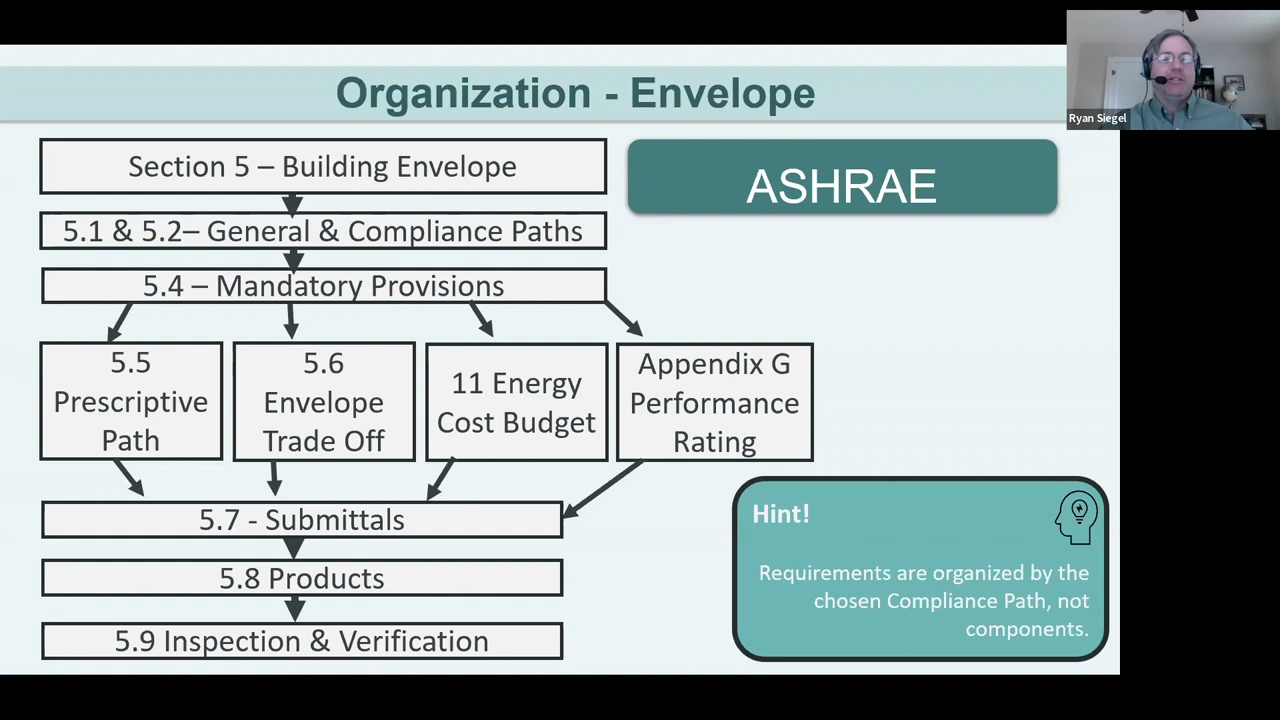 Organization - Envelope
Ryan Siegel
Section 5 – Building Envelope
ASHRAE
5.1 & 5.2– General & Compliance Paths
5.4 – Mandatory Provisions
5.5
Prescriptive
Path
5.6
Envelope
Trade Off
11 Energy
Cost Budget
Appendix G
Performance
Rating
5.7 - Submittals
5.8 Products
5.9 Inspection & Verification
Hint!
Requirements are organized by the
chosen Compliance Path, not
components.